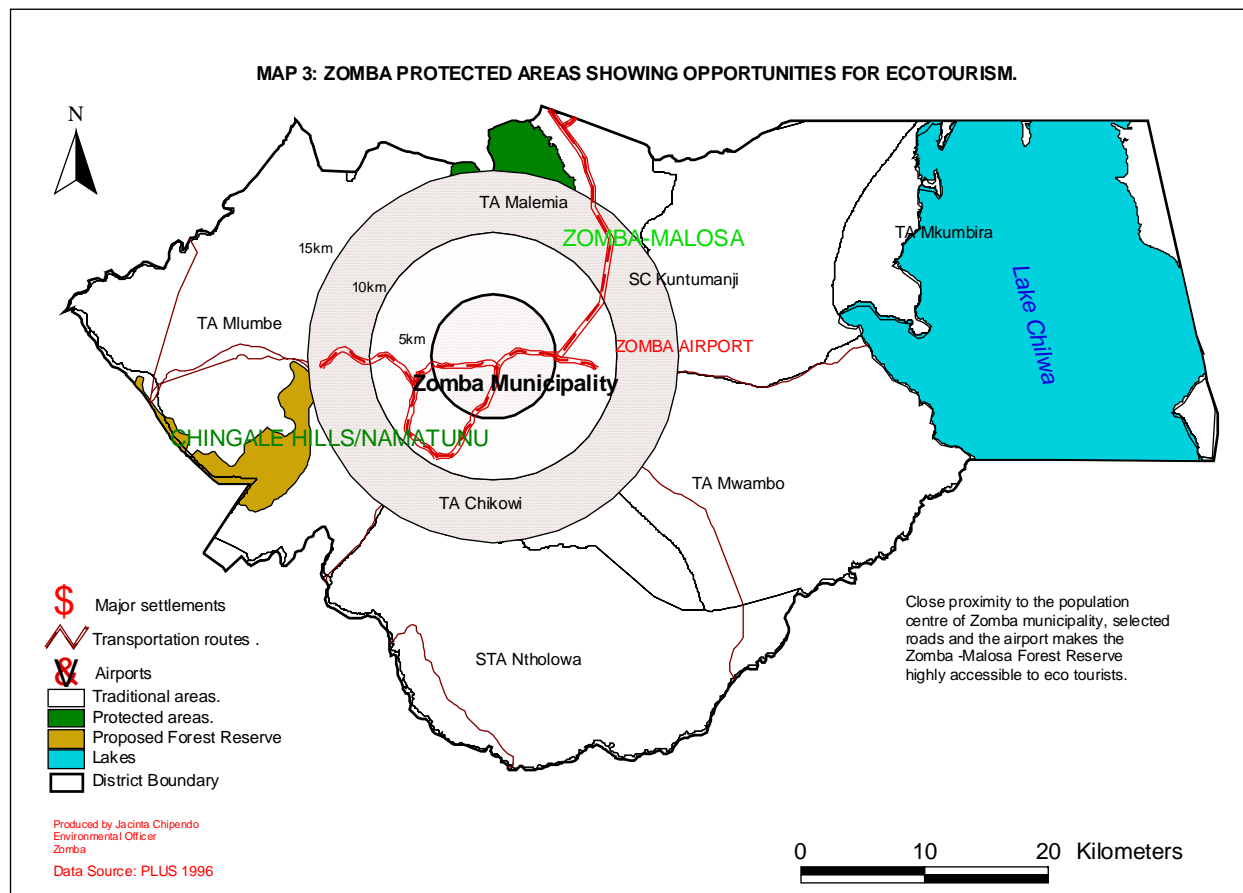 MAP 3: ZOMBA PROTECTED AREAS SHOWING OPPORTUNITIES FOR ECOTOURISM.
N
TA Malemia
ZOMBA-MALOSA
TA Mkumbira
15km
SC Kuntumanji
10km
Lake Chilwa
TA Mlumbe
5km
ZOMBA AIRPORT
Zomba Municipality
CHINGALE HILLS/NAMATUNU
TA Mwambo
TA Chikowi
STA Ntholowa
$ Major settlements
Transportation routes .
& Airports
Traditional areas.
Protected areas.
Proposed Forest Reserve
Lakes
District Boundary
Close proximity to the population
centre of Zomba municipality, selected
roads and the airport makes the
Zomba -Malosa Forest Reserve
highly accessible to eco tourists.
Produced by Jacinta Chipendo
Environmental Officer
Zomba
Data Source: PLUS 1996
0 10 20 Kilometers